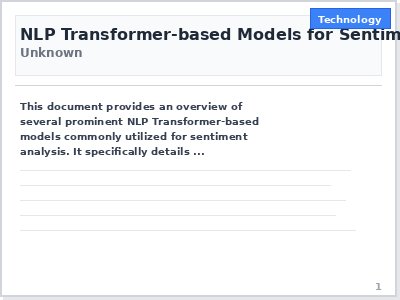 Technology
NLP Transformer-based Models for Sentim
Unknown
This document provides an overview of
several prominent NLP Transformer-based
models commonly utilized for sentiment
analysis. It specifically details ...
1